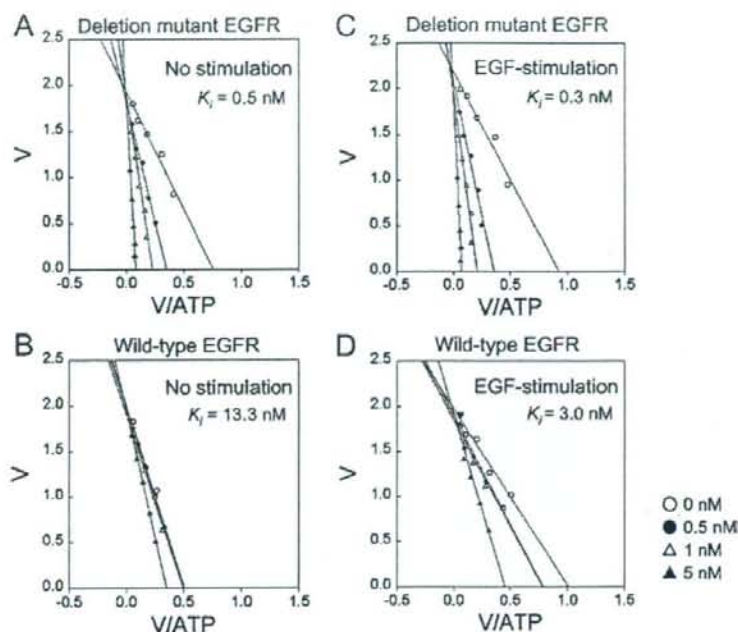 A
Deletion mutant EGFR
2.5
2.0
1.5
1.0
0.5
0.0
V
No stimulation
Ki = 0.5 nM
-0.5 0.0 0.5 1.0 1.5
V/ATP
C
Deletion mutant EGFR
2.5
2.0
1.5
1.0
0.5
0.0
V
EGF-stimulation
Ki = 0.3 nM
-0.5 0.0 0.5 1.0 1.5
V/ATP
B
Wild-type EGFR
2.5
2.0
1.5
1.0
0.5
0.0
V
No stimulation
Ki = 13.3 nM
-0.5 0.0 0.5 1.0 1.5
V/ATP
D
Wild-type EGFR
2.5
2.0
1.5
1.0
0.5
0.0
V
EGF-stimulation
Ki = 3.0 nM
-0.5 0.0 0.5 1.0 1.5
V/ATP
0 nM
0.5 nM
1 nM
5 nM